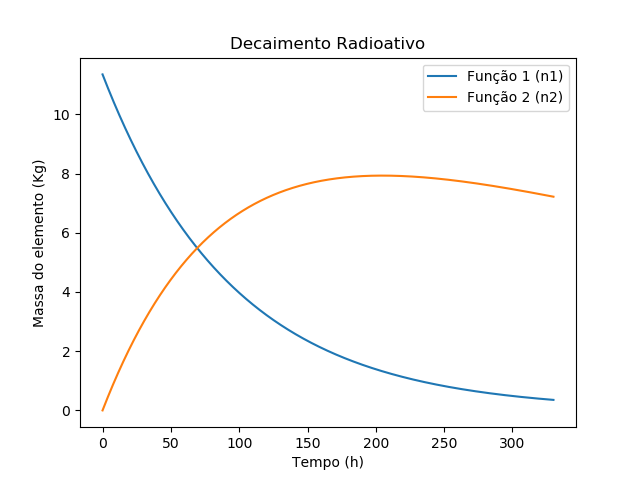 Decaimento Radioativo
Função 1 (n1)
Função 2 (n2)
Massa do elemento (Kg)
10
8
6
4
2
0
0 50 100 150 200 250 300
Tempo (h)